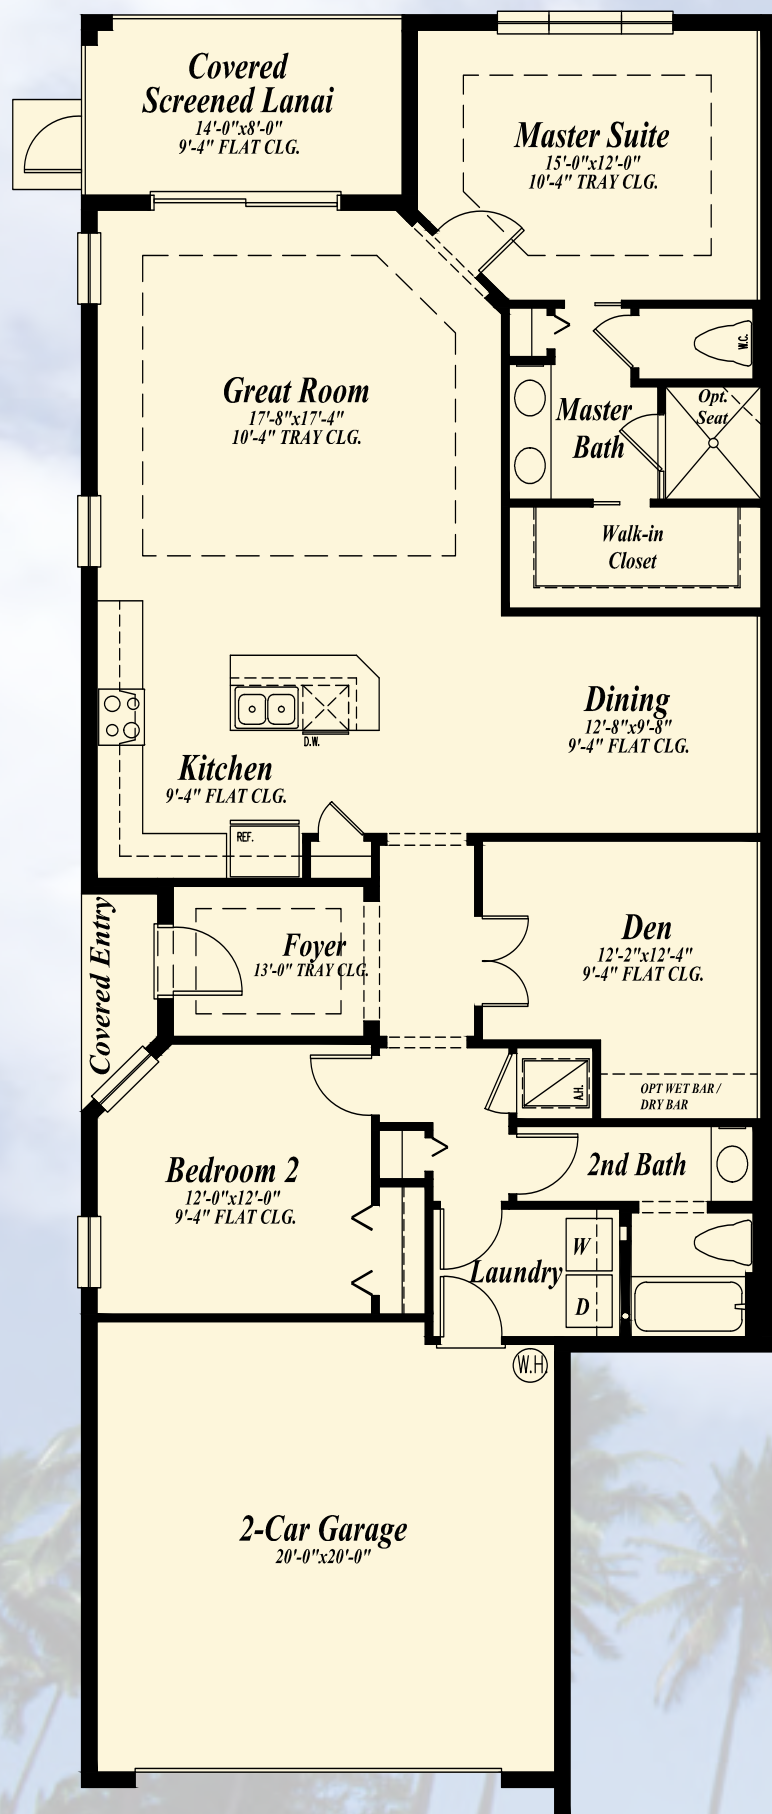 Covered
Screened Lanai
14'-0"x8'-0"
9'-4" FLAT CLG.
Master Suite
15'-0"x12'-0"
10'-4" TRAY CLG.
W.C.
Great Room
17'-8"x17'-4"
10'-4" TRAY CLG.
Master
Bath
Opt.
Seat
Walk-in
Closet
Dining
12'-8"x9'-8"
9'-4" FLAT CLG.
D.W.
Kitchen
9'-4" FLAT CLG.
REF.
Covered Entry
Foyer
13'-0" TRAY CLG.
Den
12'-2"x12'-4"
9'-4" FLAT CLG.
A.H.
OPT WET BAR /
DRY BAR
Bedroom 2
12'-0"x12'-0"
9'-4" FLAT CLG.
2nd Bath
Laundry
W
D
W.H.
2-Car Garage
20'-0"x20'-0"